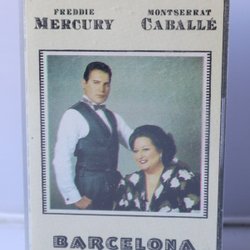 FREDDIE MERCURY
MONTSERRAT CABALLÉ
BARCELONA